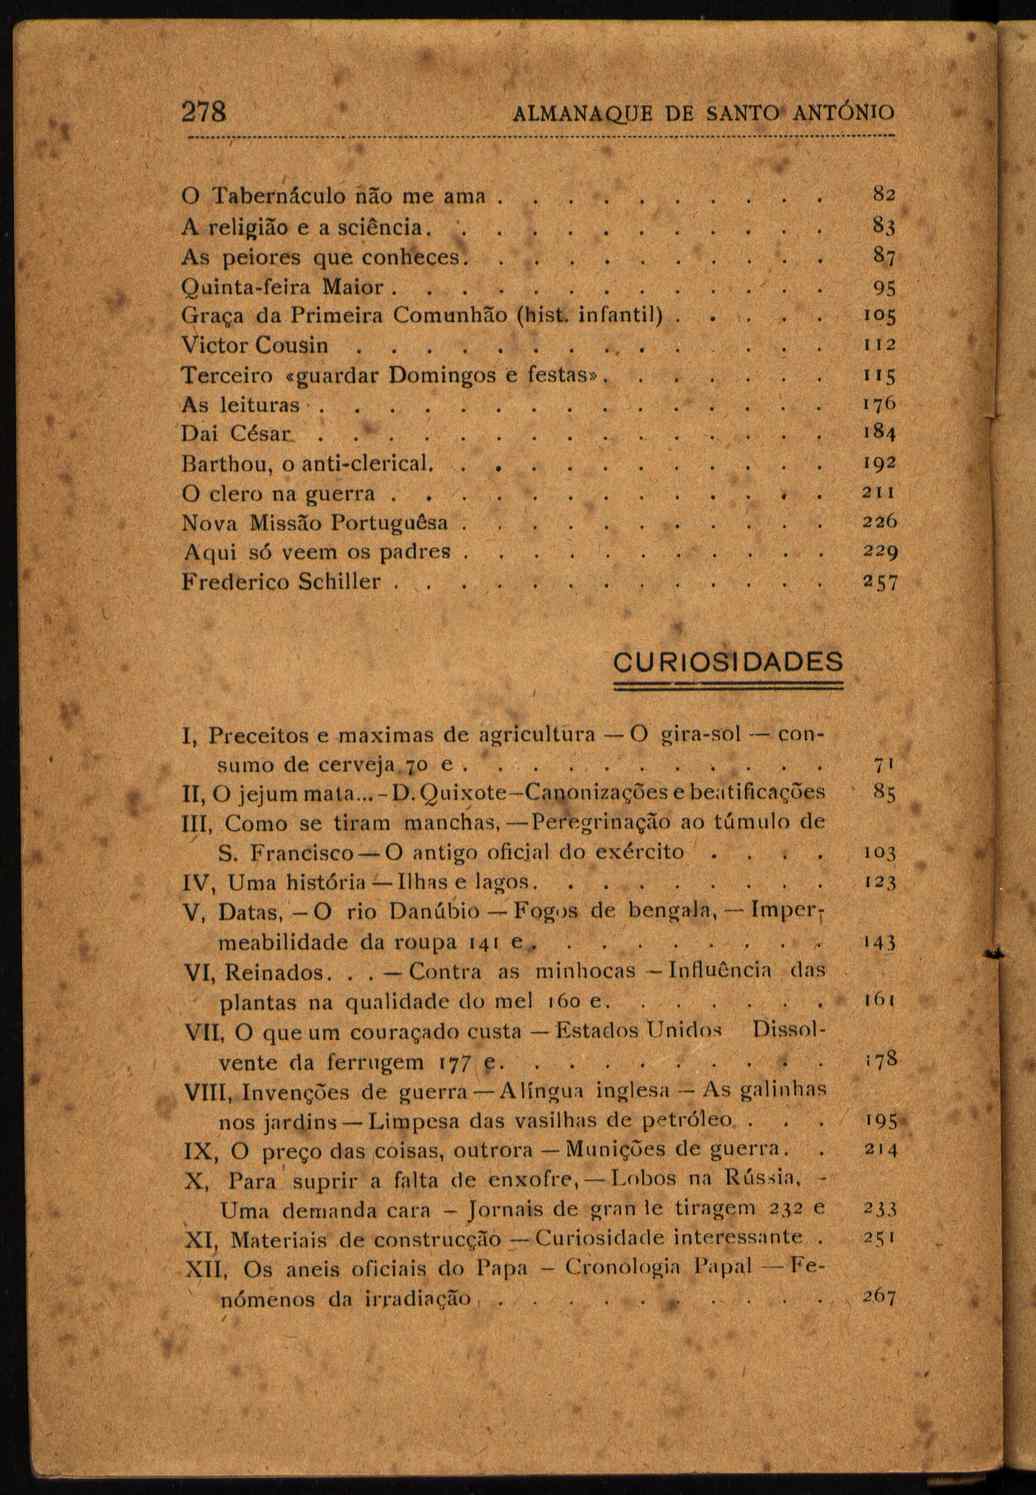 278 ALMANAQUE DE SANTO ANTÓNIO
O Tabernáculo não me ama . . . . . . . . . . 82
A religião e a sciência. . . . . . . . . . . . 83
As peiores que conheces. . . . . . . . . . . 87
Quinta-feira Maior . . . . . . . . . . . . . 95
Graça da Primeira Comunhão (hist. infantil) . . . . . 105
Victor Cousin . . . . . . . . . . . . . 112
Terceiro «guardar Domingos e festas». . . . . . . 115
As leituras . . . . . . . . . . . . . . . 176
Dai César . . . . . . . . . . . . . . . 184
Barthou, o anti-clerical. . . . . . . . . . . . 192
O clero na guerra . . . . . . . . . . . . . 211
Nova Missão Portuguêsa . . . . . . . . . . . 226
Aqui só veem os padres . . . . . . . . . . . 229
Frederico Schiller . . . . . . . . . . . . . 257
CURIOSIDADES
I, Preceitos e maximas de agricultura — O gira-sol — con-
sumo de cerveja 70 e . . . . . . . . . . . 71
II, O jejum mata... - D. Quixote—Canonizações e beatificações 85
III, Como se tiram manchas, — Peregrinação ao túmulo de
S. Francisco — O antigo oficial do exército . . . . 103
IV, Uma história — Ilhas e lagos. . . . . . . . . 123
V, Datas, — O rio Danúbio — Fogos de bengala, — Imper-
meabilidade da roupa 141 e . . . . . . . . . 143
VI, Reinados. . . — Contra as minhocas — Influência das
plantas na qualidade do mel 160 e. . . . . . . 161
VII, O que um couraçado custa — Estados Unidos Dissol-
vente da ferrugem 177 e. . . . . . . . . . 178
VIII, Invenções de guerra — A língua inglesa — As galinhas
nos jardins — Limpesa das vasilhas de petróleo. . . . 195
IX, O preço das coisas, outrora — Munições de guerra. . 214
X, Para suprir a falta de enxofre, — Lobos na Rússia, -
Uma demanda cara — Jornais de gran le tiragem 232 e 233
XI, Materiais de construcção — Curiosidade interessante . 251
XII, Os aneis oficiais do Papa — Cronologia Papal — Fe-
nómenos da irradiação . . . . . . . . . . . 267